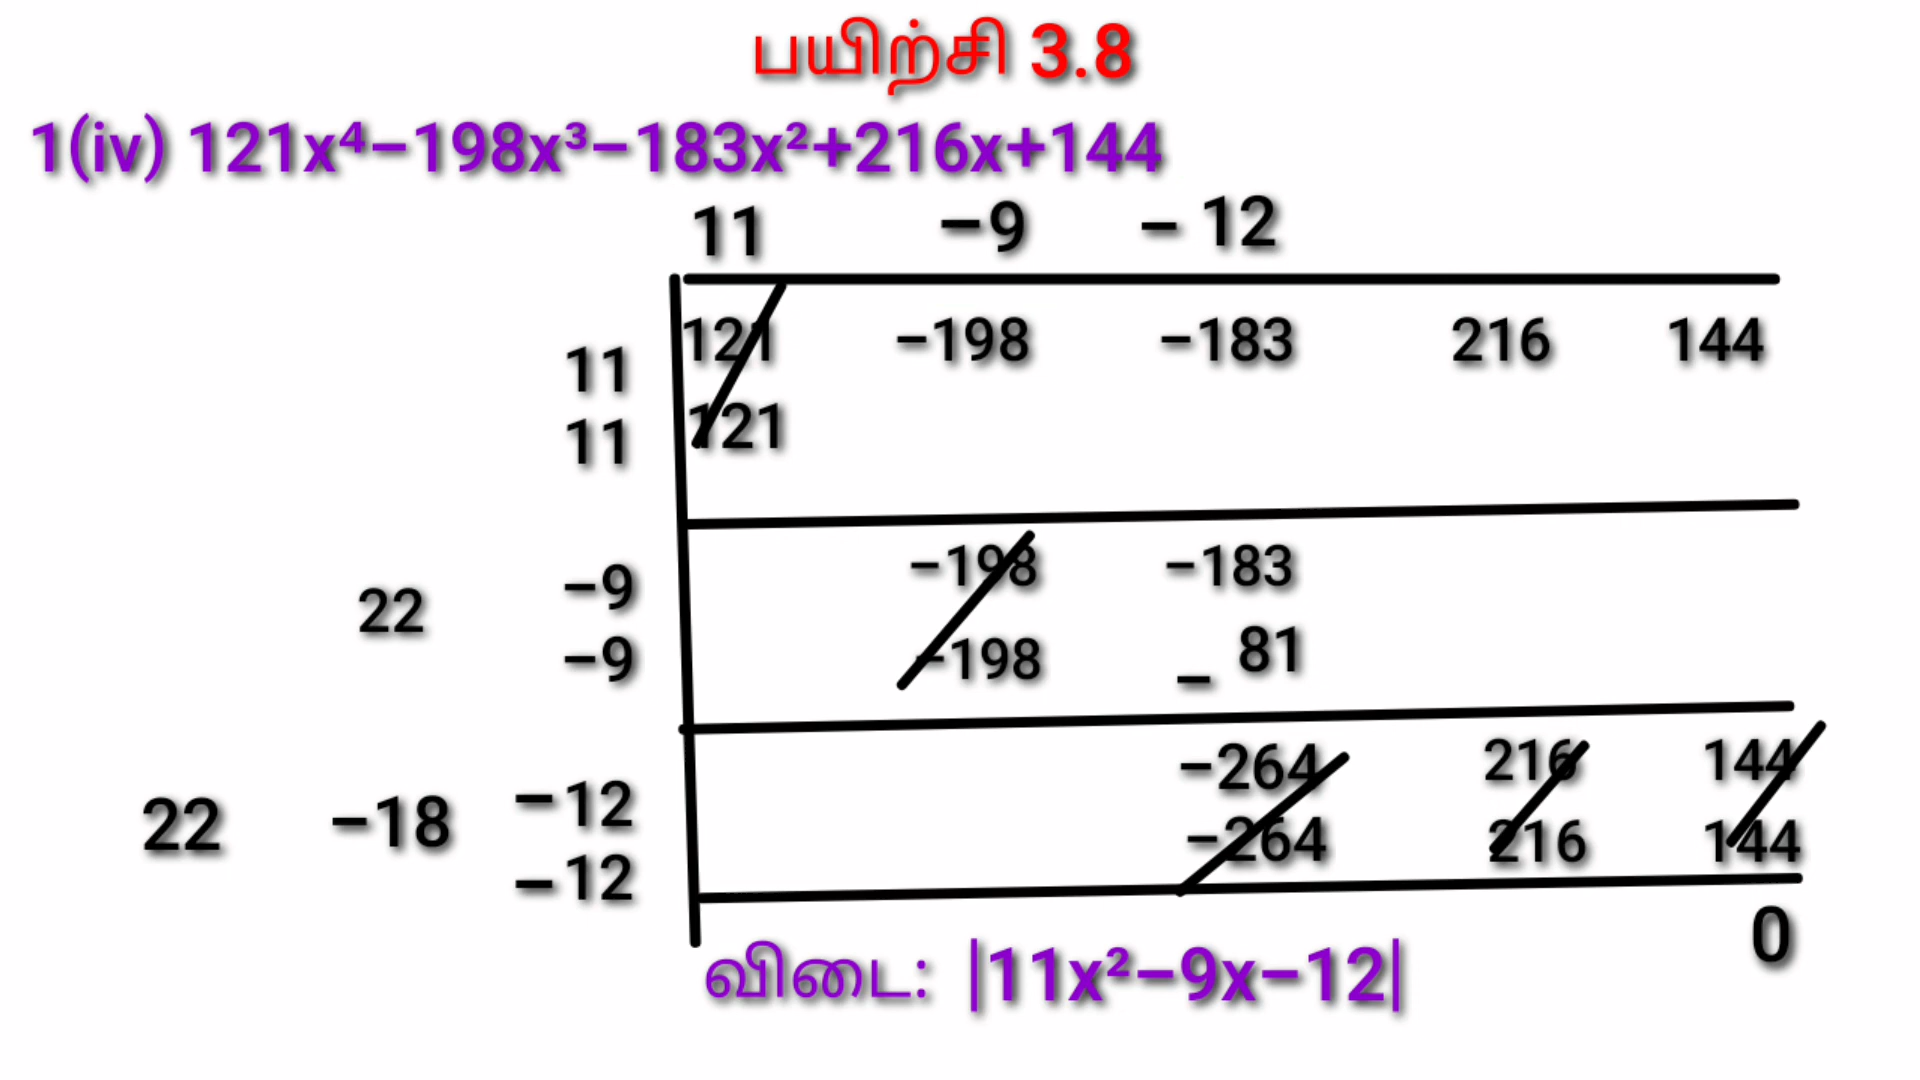 பயிற்சி 3.8
1(iv) 121x⁴−198x³−183x²+216x+144
11 −9 − 12
11 121 −198 −183 216 144
11 121
22 −9 −198 −183
−9 −198 − 81
22 −18 −12 −264 216 144
−12 −264 216 144
0
விடை: |11x²−9x−12|